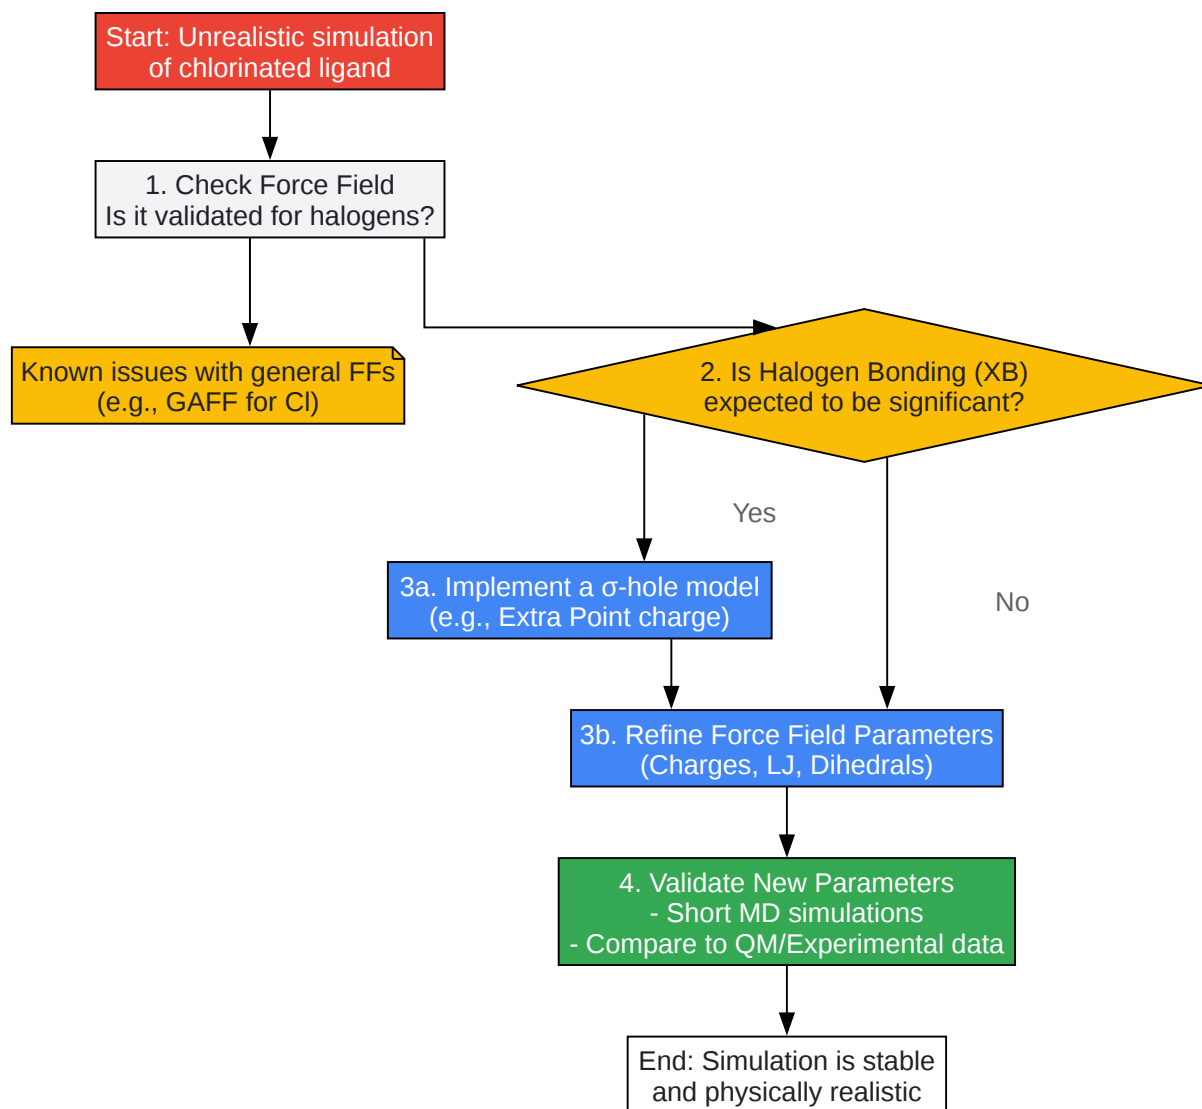 Start: Unrealistic simulation
of chlorinated ligand
1. Check Force Field
Is it validated for halogens?
Known issues with general FFs
(e.g., GAFF for Cl)
2. Is Halogen Bonding (XB)
expected to be significant?
Yes
3a. Implement a σ-hole model
(e.g., Extra Point charge)
No
3b. Refine Force Field Parameters
(Charges, LJ, Dihedrals)
4. Validate New Parameters
- Short MD simulations
- Compare to QM/Experimental data
End: Simulation is stable
and physically realistic